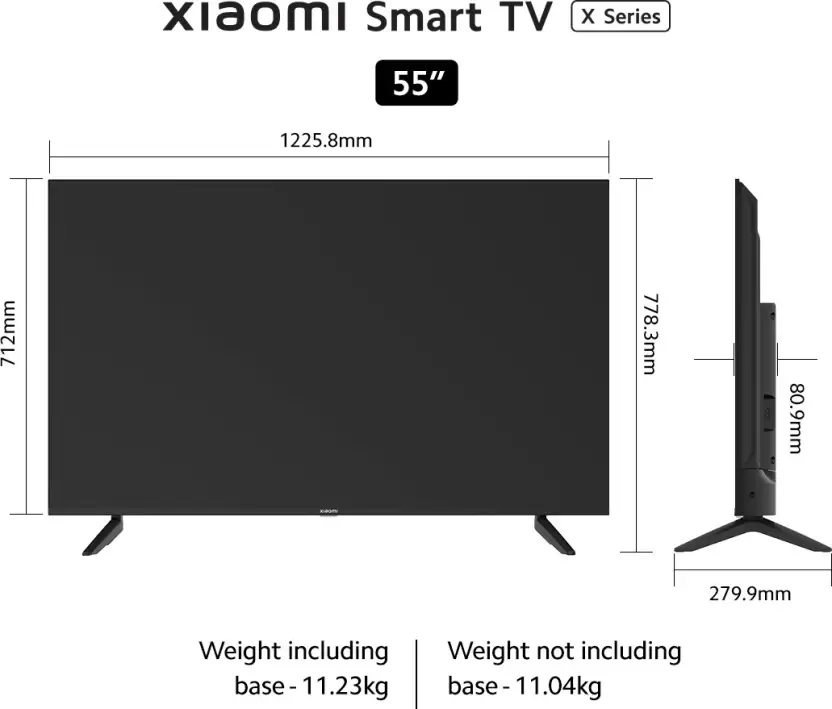 xiaomi Smart TV X Series
55”
1225.8mm
712mm
778.3mm
80.9mm
xiaomi
279.9mm
Weight including
base - 11.23kg
Weight not including
base - 11.04kg